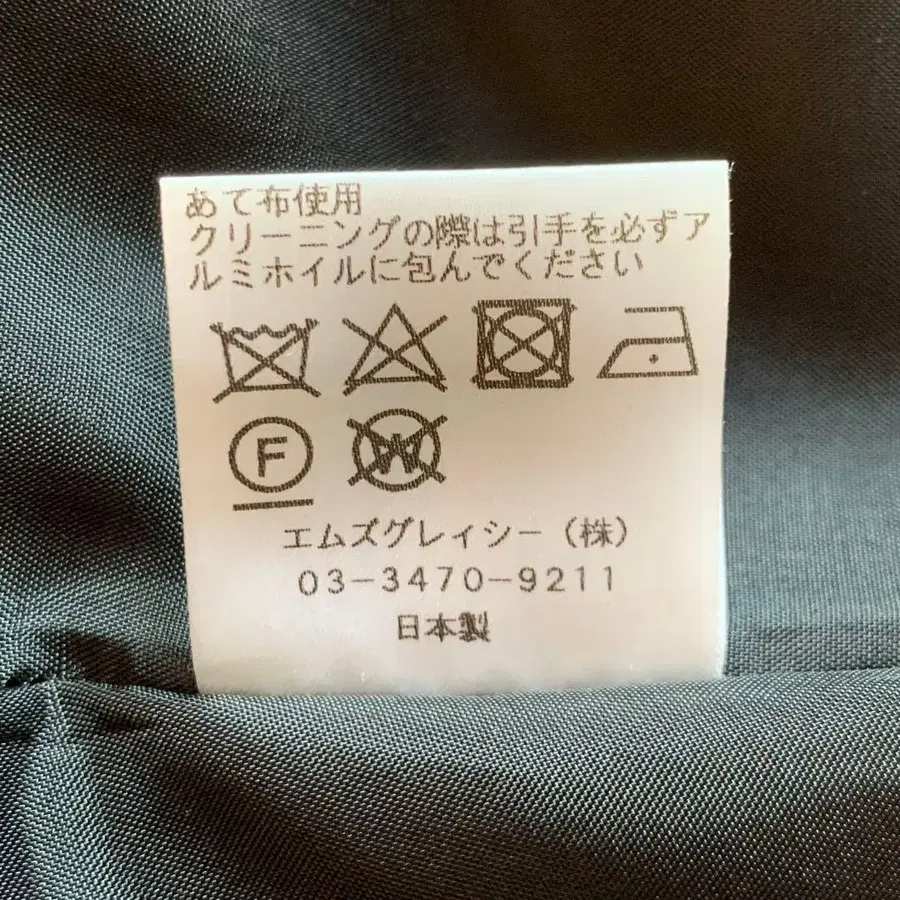 あて布使用
クリーニングの際は引手を必ずア
ルミホイルに包んでください
F W
エムズグレイシー（株）
03-3470-9211
日本製